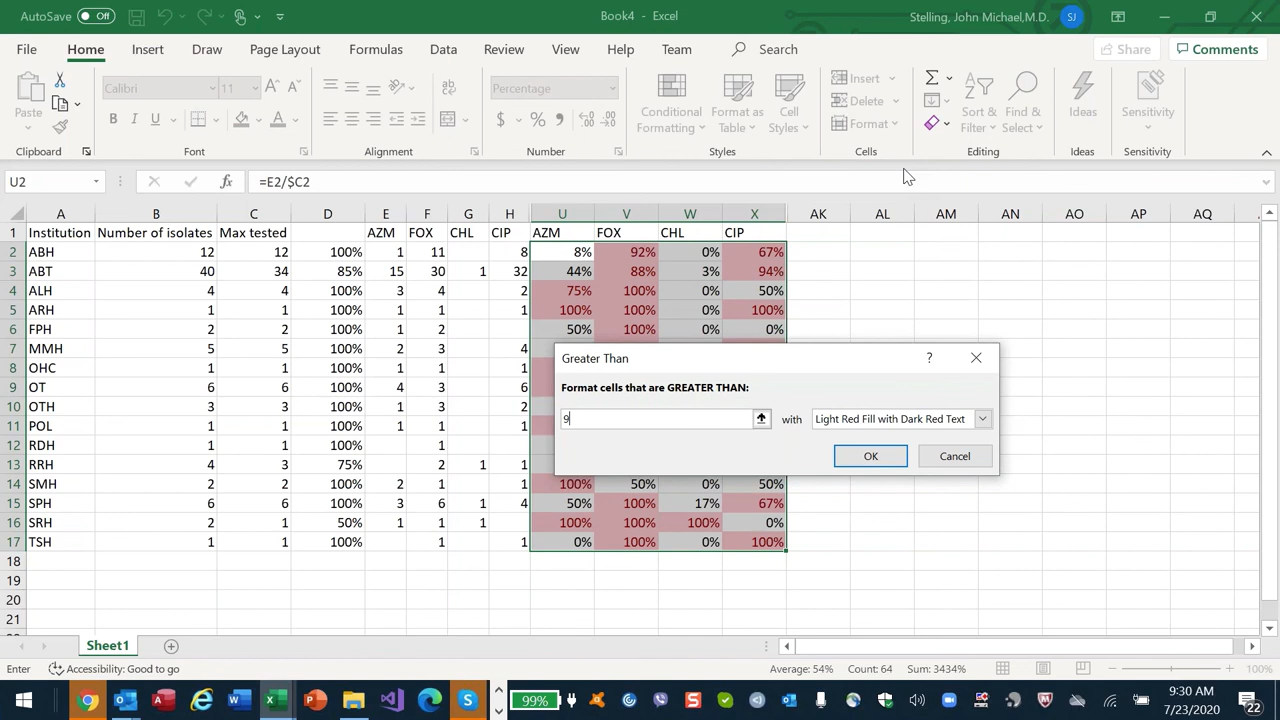 AutoSave Off Book4 - Excel Stelling, John Michael,M.D. SJ
File Home Insert Draw Page Layout Formulas Data Review View Help Team Search Share Comments
Paste Calibri 11 Percentage Conditional Formatting Format as Table Cell Styles Insert Delete Format Sort & Filter Find & Select Ideas Sensitivity
Clipboard Font Alignment Number Styles Cells Editing Ideas Sensitivity
U2 fx =E2/$C2
A B C D E F G H U V W X AK AL AM AN AO AP AQ
1 Institution Number of isolates Max tested AZM FOX CHL CIP AZM FOX CHL CIP
2 ABH 12 12 100% 1 11 8 8% 92% 0% 67%
3 ABT 40 34 85% 15 30 1 32 44% 88% 3% 94%
4 ALH 4 4 100% 3 4 2 75% 100% 0% 50%
5 ARH 1 1 100% 1 1 1 100% 100% 0% 100%
6 FPH 2 2 100% 1 2 50% 100% 0% 0%
7 MMH 5 5 100% 2 3 4
Greater Than ?
8 OHC 1 1 100% 1 1 1
Format cells that are GREATER THAN:
9 OT 6 6 100% 4 3 6
10 OTH 3 3 100% 1 3 2
9 with Light Red Fill with Dark Red Text
11 POL 1 1 100% 1 1 1
12 RDH 1 1 100% 1
OK Cancel
13 RRH 4 3 75% 2 1 1
14 SMH 2 2 100% 2 1 1 100% 50% 0% 50%
15 SPH 6 6 100% 3 6 1 4 50% 100% 17% 67%
16 SRH 2 1 50% 1 1 1 100% 100% 100% 0%
17 TSH 1 1 100% 1 1 0% 100% 0% 100%
18
19
20
21
Sheet1
Enter Accessibility: Good to go Average: 54% Count: 64 Sum: 3434% 100%
99% 9:30 AM
7/23/2020 22